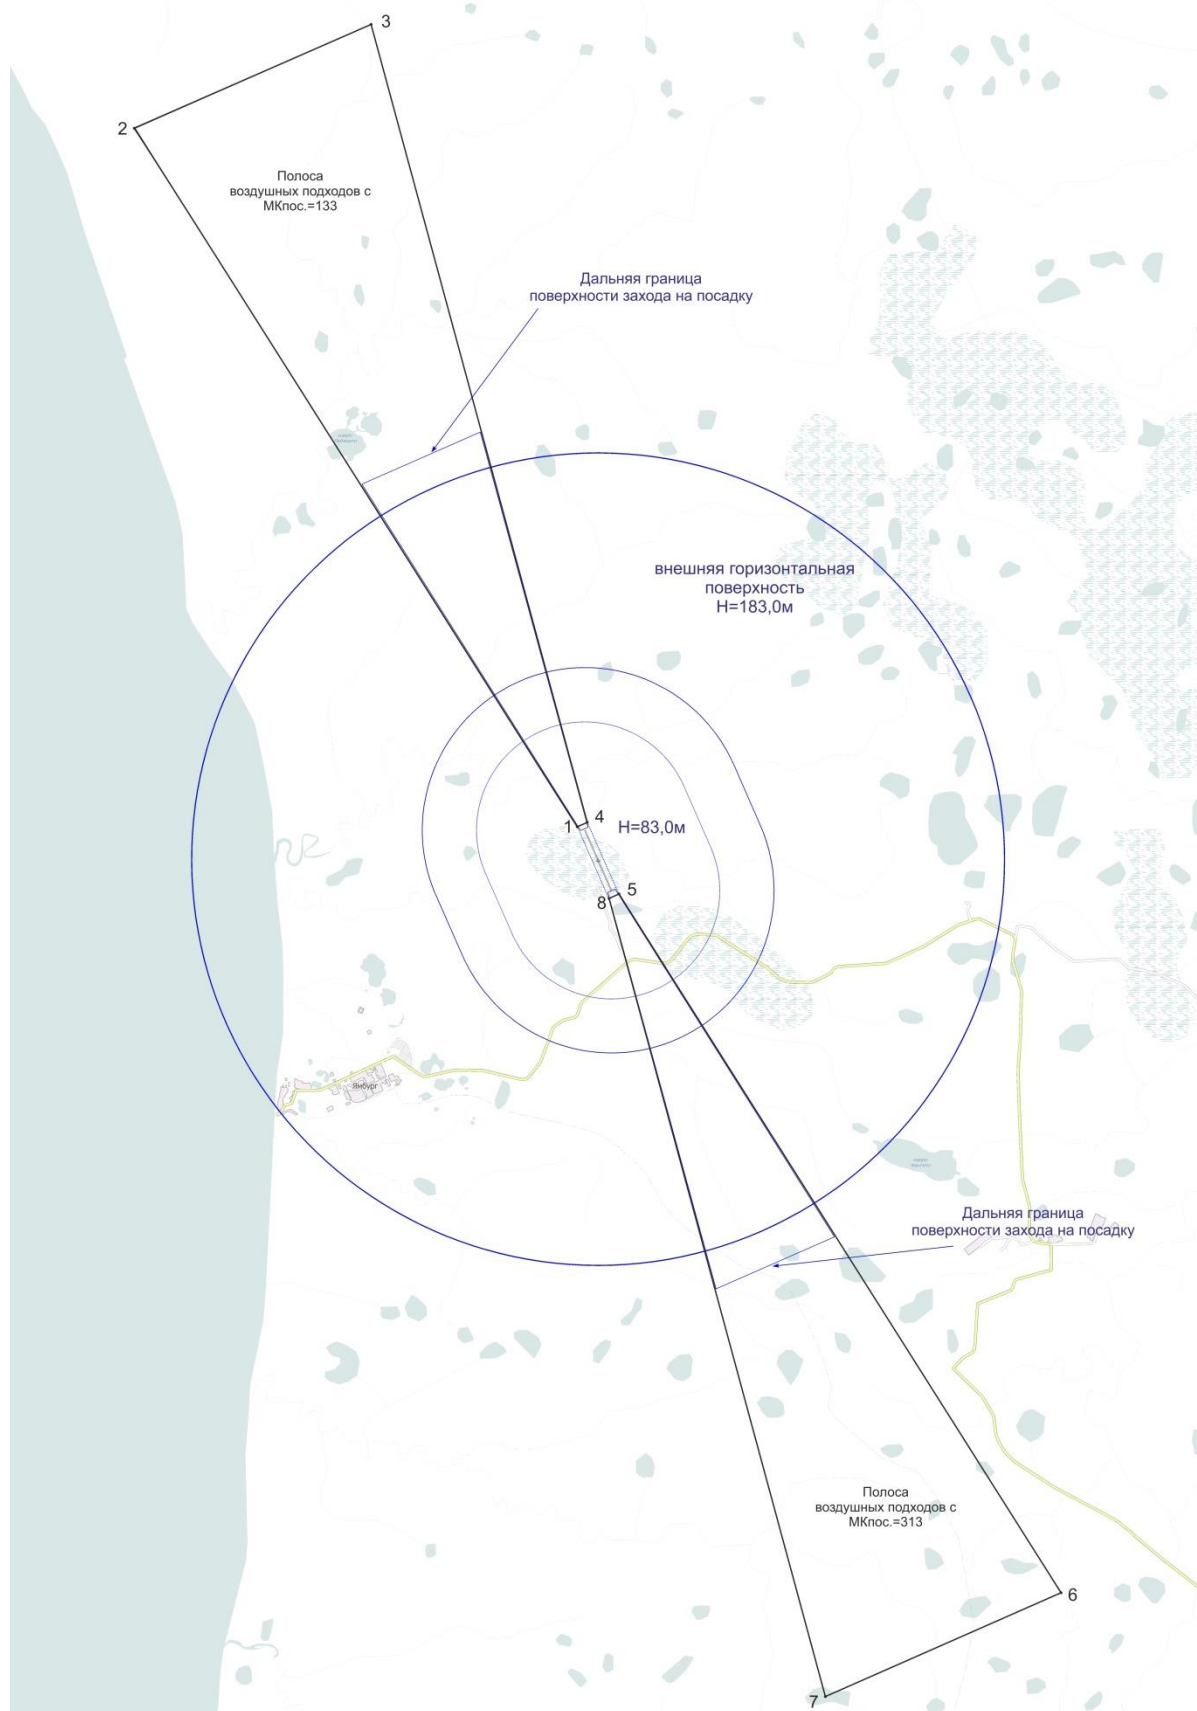 3
2
Полоса
воздушных подходов с
МКпос.=133
Дальняя граница
поверхности захода на посадку
внешняя горизонтальная
поверхность
Н=183,0м
4
1
Н=83,0м
5
8
Ямбург
Дальняя граница
поверхности захода на посадку
Полоса
воздушных подходов с
МКпос.=313
6
7